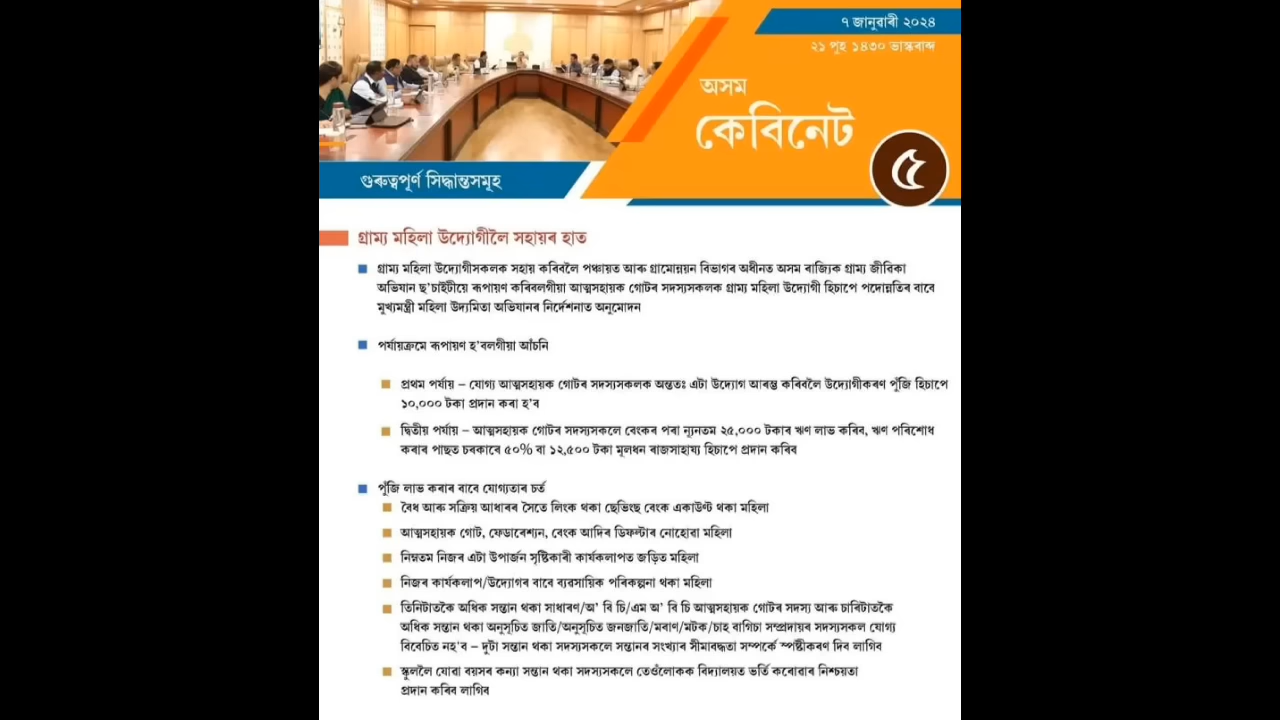 ৭ জানুৱাৰী ২০২৪
২১ পুহ ১৪৩০ ভাস্কৰাব্দ
অসম
কেবিনেট
৫
গুৰুত্বপূৰ্ণ সিদ্ধান্তসমূহ
গ্ৰাম্য মহিলা উদ্যোগীলৈ সহায়ৰ হাত
গ্ৰাম্য মহিলা উদ্যোগীসকলক সহায় কৰিবলৈ পঞ্চায়ত আৰু গ্ৰামোন্নয়ন বিভাগৰ অধীনত অসম ৰাজ্যিক গ্ৰাম্য জীৱিকা
অভিযান ছ'চাইটীয়ে ৰূপায়ণ কৰিবলগীয়া আত্মসহায়ক গোটৰ সদস্যসকলক গ্ৰাম্য মহিলা উদ্যোগী হিচাপে পদোন্নতিৰ বাবে
মুখ্যমন্ত্ৰী মহিলা উদ্যমিতা অভিযানৰ নিৰ্দেশনাত অনুমোদন
পৰ্যায়ক্ৰমে ৰূপায়ণ হ'বলগীয়া আঁচনি
প্ৰথম পৰ্যায় – যোগ্য আত্মসহায়ক গোটৰ সদস্যসকলক অন্ততঃ এটা উদ্যোগ আৰম্ভ কৰিবলৈ উদ্যোগীকৰণ পুঁজি হিচাপে
১০,০০০ টকা প্ৰদান কৰা হ'ব
দ্বিতীয় পৰ্যায় – আত্মসহায়ক গোটৰ সদস্যসকলে বেংকৰ পৰা ন্যূনতম ২৫,০০০ টকাৰ ঋণ লাভ কৰিব, ঋণ পৰিশোধ
কৰাৰ পাছত চৰকাৰে ৫০% বা ১২,৫০০ টকা মূলধন ৰাজসাহায্য হিচাপে প্ৰদান কৰিব
পুঁজি লাভ কৰাৰ বাবে যোগ্যতাৰ চৰ্ত
বৈধ আৰু সক্ৰিয় আধাৰৰ সৈতে লিংক থকা ছেভিংছ বেংক একাউণ্ট থকা মহিলা
আত্মসহায়ক গোট, ফেডাৰেশ্যন, বেংক আদিৰ ডিফল্টাৰ নোহোৱা মহিলা
নিম্নতম নিজৰ এটা উপাৰ্জন সৃষ্টিকাৰী কাৰ্যকলাপত জড়িত মহিলা
নিজৰ কাৰ্যকলাপ/উদ্যোগৰ বাবে ব্যৱসায়িক পৰিকল্পনা থকা মহিলা
তিনিটাতকৈ অধিক সন্তান থকা সাধাৰণ/অ' বি চি/এম অ' বি চি আত্মসহায়ক গোটৰ সদস্য আৰু চাৰিটাতকৈ
অধিক সন্তান থকা অনুসূচিত জাতি/অনুসূচিত জনজাতি/মৰাণ/মটক/চাহ বাগিচা সম্প্ৰদায়ৰ সদস্যসকল যোগ্য
বিবেচিত নহ'ব – দুটা সন্তান থকা সদস্যসকলে সন্তানৰ সংখ্যাৰ সীমাবদ্ধতা সম্পৰ্কে স্পষ্টীকৰণ দিব লাগিব
স্কুললৈ যোৱা বয়সৰ কন্যা সন্তান থকা সদস্যসকলে তেওঁলোকক বিদ্যালয়ত ভৰ্তি কৰোৱাৰ নিশ্চয়তা
প্ৰদান কৰিব লাগিব